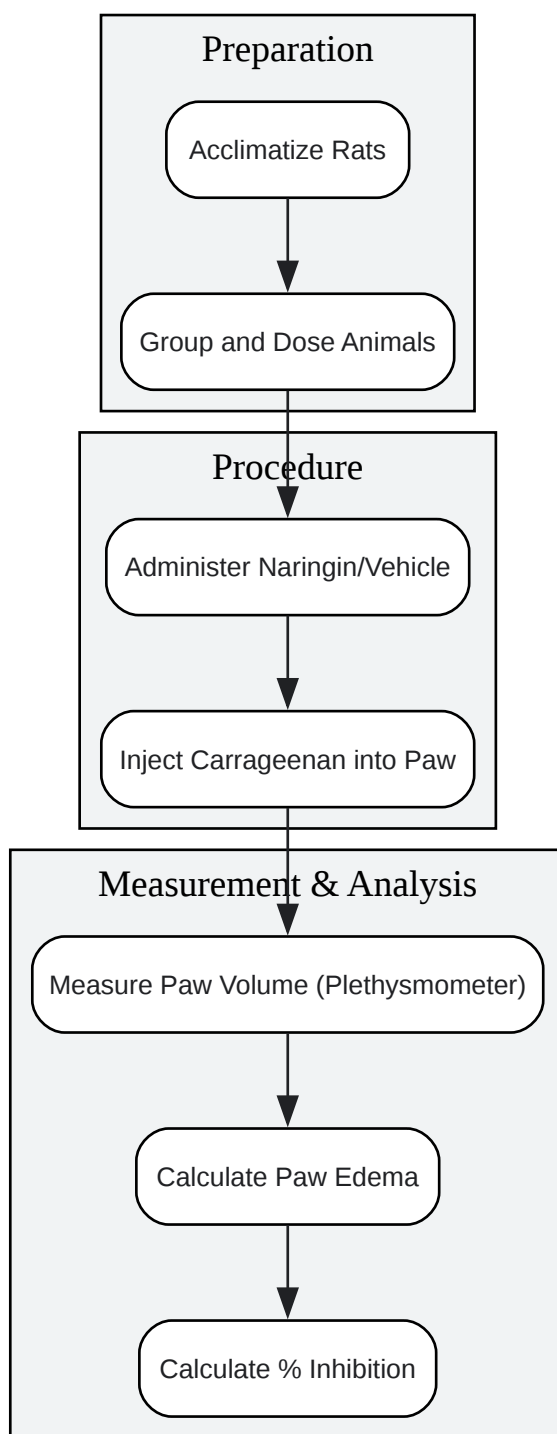 Preparation
Acclimatize Rats
Group and Dose Animals
Procedure
Administer Naringin/Vehicle
Inject Carrageenan into Paw
Measurement & Analysis
Measure Paw Volume (Plethysmometer)
Calculate Paw Edema
Calculate % Inhibition